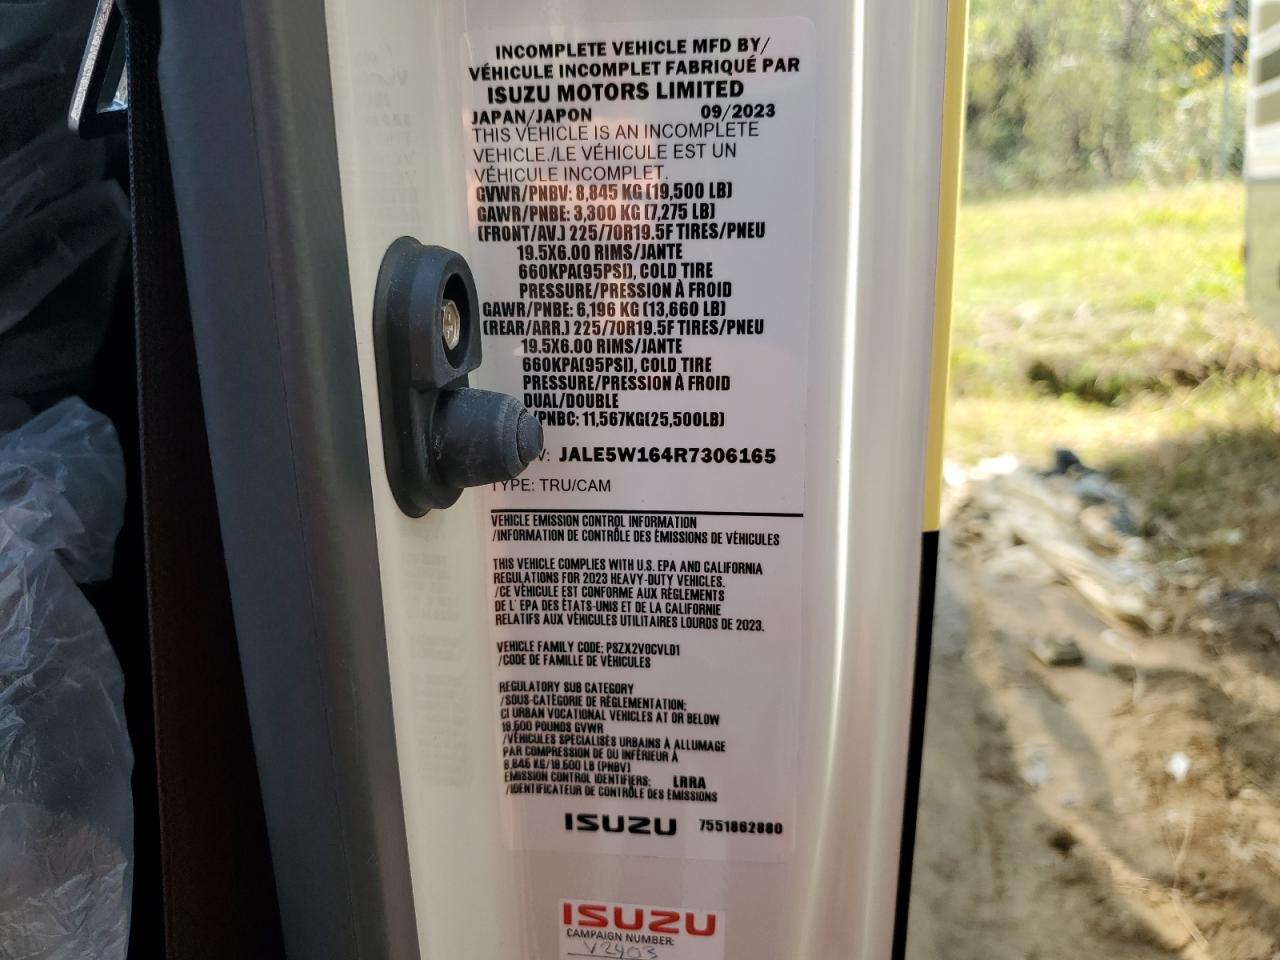 INCOMPLETE VEHICLE MFD BY/
VÉHICULE INCOMPLET FABRIQUÉ PAR
ISUZU MOTORS LIMITED
JAPAN/JAPON 09/2023
THIS VEHICLE IS AN INCOMPLETE
VEHICLE./LE VÉHICULE EST UN
VÉHICULE INCOMPLET.
GVWR/PNBV: 8,845 KG (19,500 LB)
GAWR/PNBE: 3,300 KG (7,275 LB)
(FRONT/AV.) 225/70R19.5F TIRES/PNEU
19.5X6.00 RIMS/JANTE
660KPA(95PSI), COLD TIRE
PRESSURE/PRESSION À FROID
GAWR/PNBE: 6,196 KG (13,660 LB)
(REAR/ARR.) 225/70R19.5F TIRES/PNEU
19.5X6.00 RIMS/JANTE
660KPA(95PSI), COLD TIRE
PRESSURE/PRESSION À FROID
DUAL/DOUBLE
/PNBC: 11,567KG(25,500LB)
V: JALE5W164R7306165
TYPE: TRU/CAM
VEHICLE EMISSION CONTROL INFORMATION
/INFORMATION DE CONTRÔLE DES ÉMISSIONS DE VÉHICULES
THIS VEHICLE COMPLIES WITH U.S. EPA AND CALIFORNIA
REGULATIONS FOR 2023 HEAVY-DUTY VEHICLES.
/CE VÉHICULE EST CONFORME AUX RÈGLEMENTS
DE L' EPA DES ÉTATS-UNIS ET DE LA CALIFORNIE
RELATIFS AUX VÉHICULES UTILITAIRES LOURDS DE 2023.
VEHICLE FAMILY CODE: PSZX2VOCVLD1
/CODE DE FAMILLE DE VÉHICULES
REGULATORY SUB CATEGORY
/SOUS-CATÉGORIE DE RÈGLEMENTATION:
CI URBAN VOCATIONAL VEHICLES AT OR BELOW
19,500 POUNDS GVWR
/VÉHICULES SPÉCIALISÉS URBAINS À ALLUMAGE
PAR COMPRESSION DE OU INFÉRIEUR À
8,845 KG/19,500 LB (PNBV)
EMISSION CONTROL IDENTIFIERS: LRRA
/IDENTIFICATEUR DE CONTRÔLE DES ÉMISSIONS
ISUZU 7551862880
ISUZU
CAMPAIGN NUMBER:
V2403